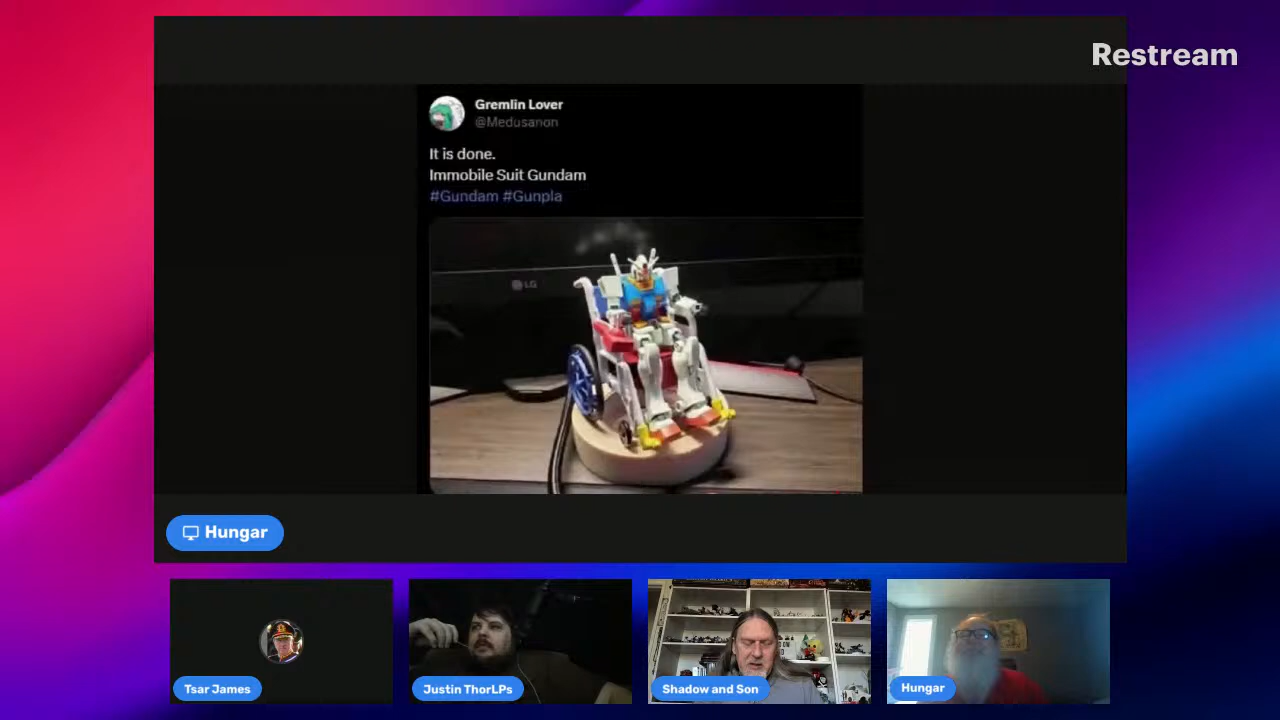 Restream
Gremlin Lover
@Medusanon
It is done.
Immobile Suit Gundam
#Gundam #Gunpla
LG
Hungar
Tsar James
Justin ThorLPs
Shadow and Son
Hungar